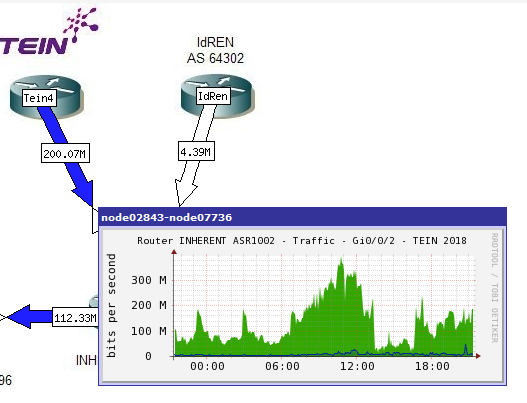 TEIN
IdREN
AS 64302
Tein4
IdRen
200.07M
4.39M
node02843-node07736
Router INHERENT ASR1002 - Traffic - Gi0/0/2 - TEIN 2018
RRDTOOL / TOBI OETIKER
bits per second
300 M
200 M
100 M
0
00:00
06:00
12:00
18:00
112.33M
INH
96